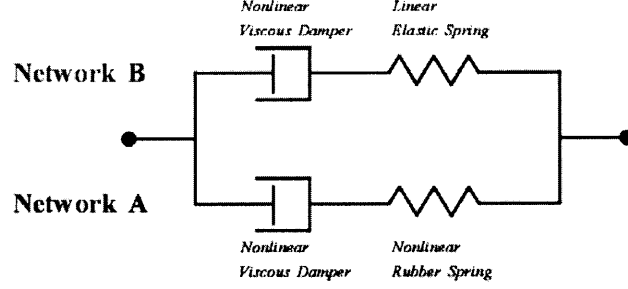 Nonlinear
Viscous Damper
Linear
Elastic Spring
Network B
Network A
Nonlinear
Viscous Damper
Nonlinear
Rubber Spring